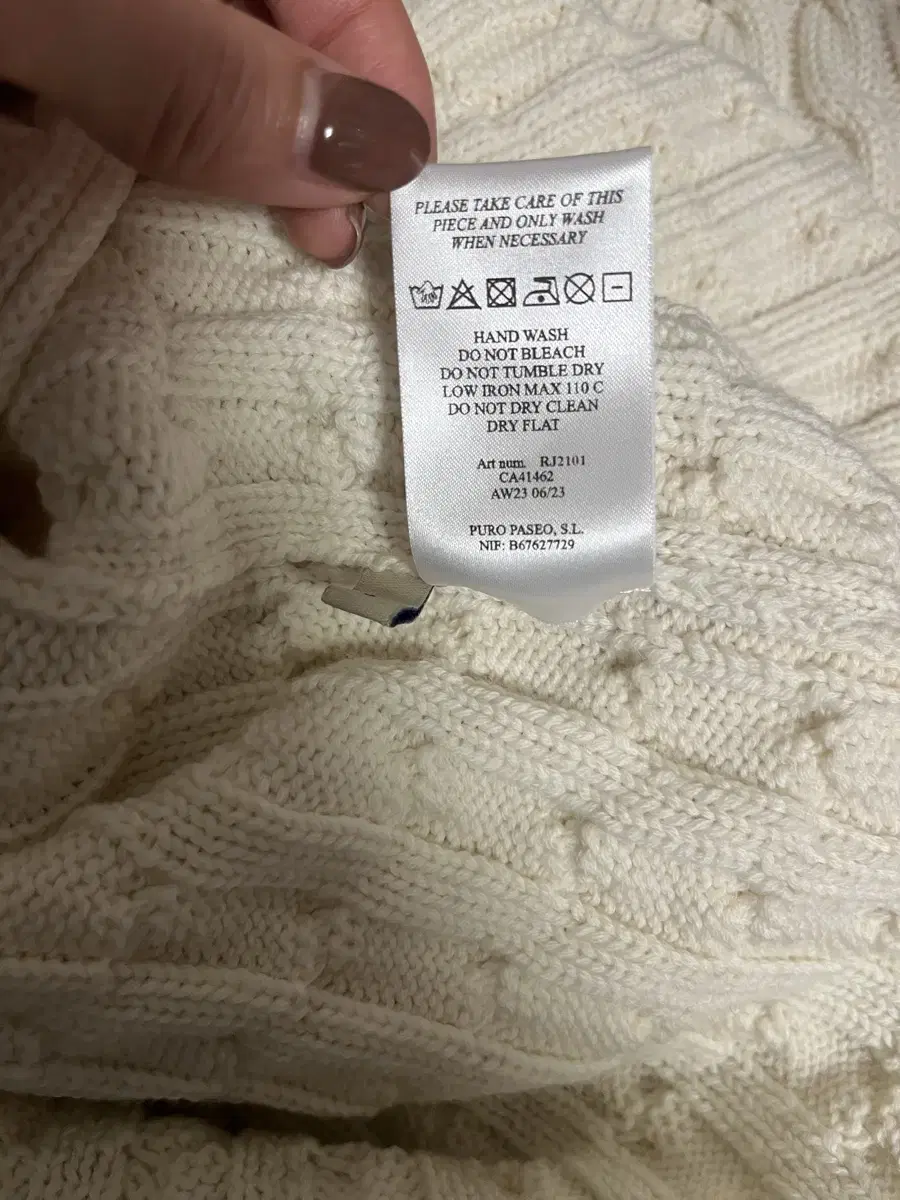 PLEASE TAKE CARE OF THIS
PIECE AND ONLY WASH
WHEN NECESSARY
HAND WASH
DO NOT BLEACH
DO NOT TUMBLE DRY
LOW IRON MAX 110 C
DO NOT DRY CLEAN
DRY FLAT
Art num. RJ2101
CA41462
AW23 06/23
PURO PASEO, S.L.
NIF: B67627729